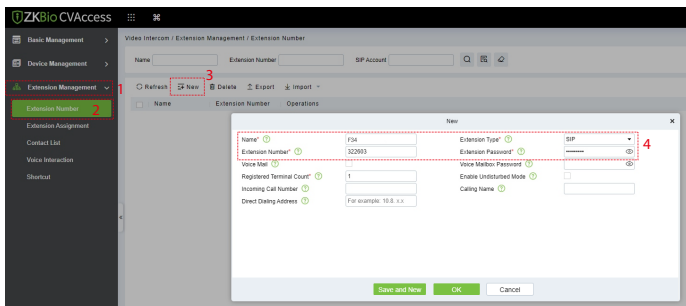 ZKBio CVAccess
Basic Management
Device Management
Extension Management
1
Extension Number
2
Extension Assignment
Contact List
Voice Interaction
Shortcut
Video Intercom / Extension Management / Extension Number
Name
Extension Number
SIP Account
3
Refresh
New
Delete
Export
Import
Name
Extension Number
Operations
New
x
Name*
F34
Extension Type*
SIP
4
Extension Number*
322603
Extension Password*
Voice Mail
Voice Mailbox Password
Registered Terminal Count*
1
Enable Undisturbed Mode
Incoming Call Number
Calling Name
Direct Dialing Address
For example: 18.8. x.x
Save and New
OK
Cancel